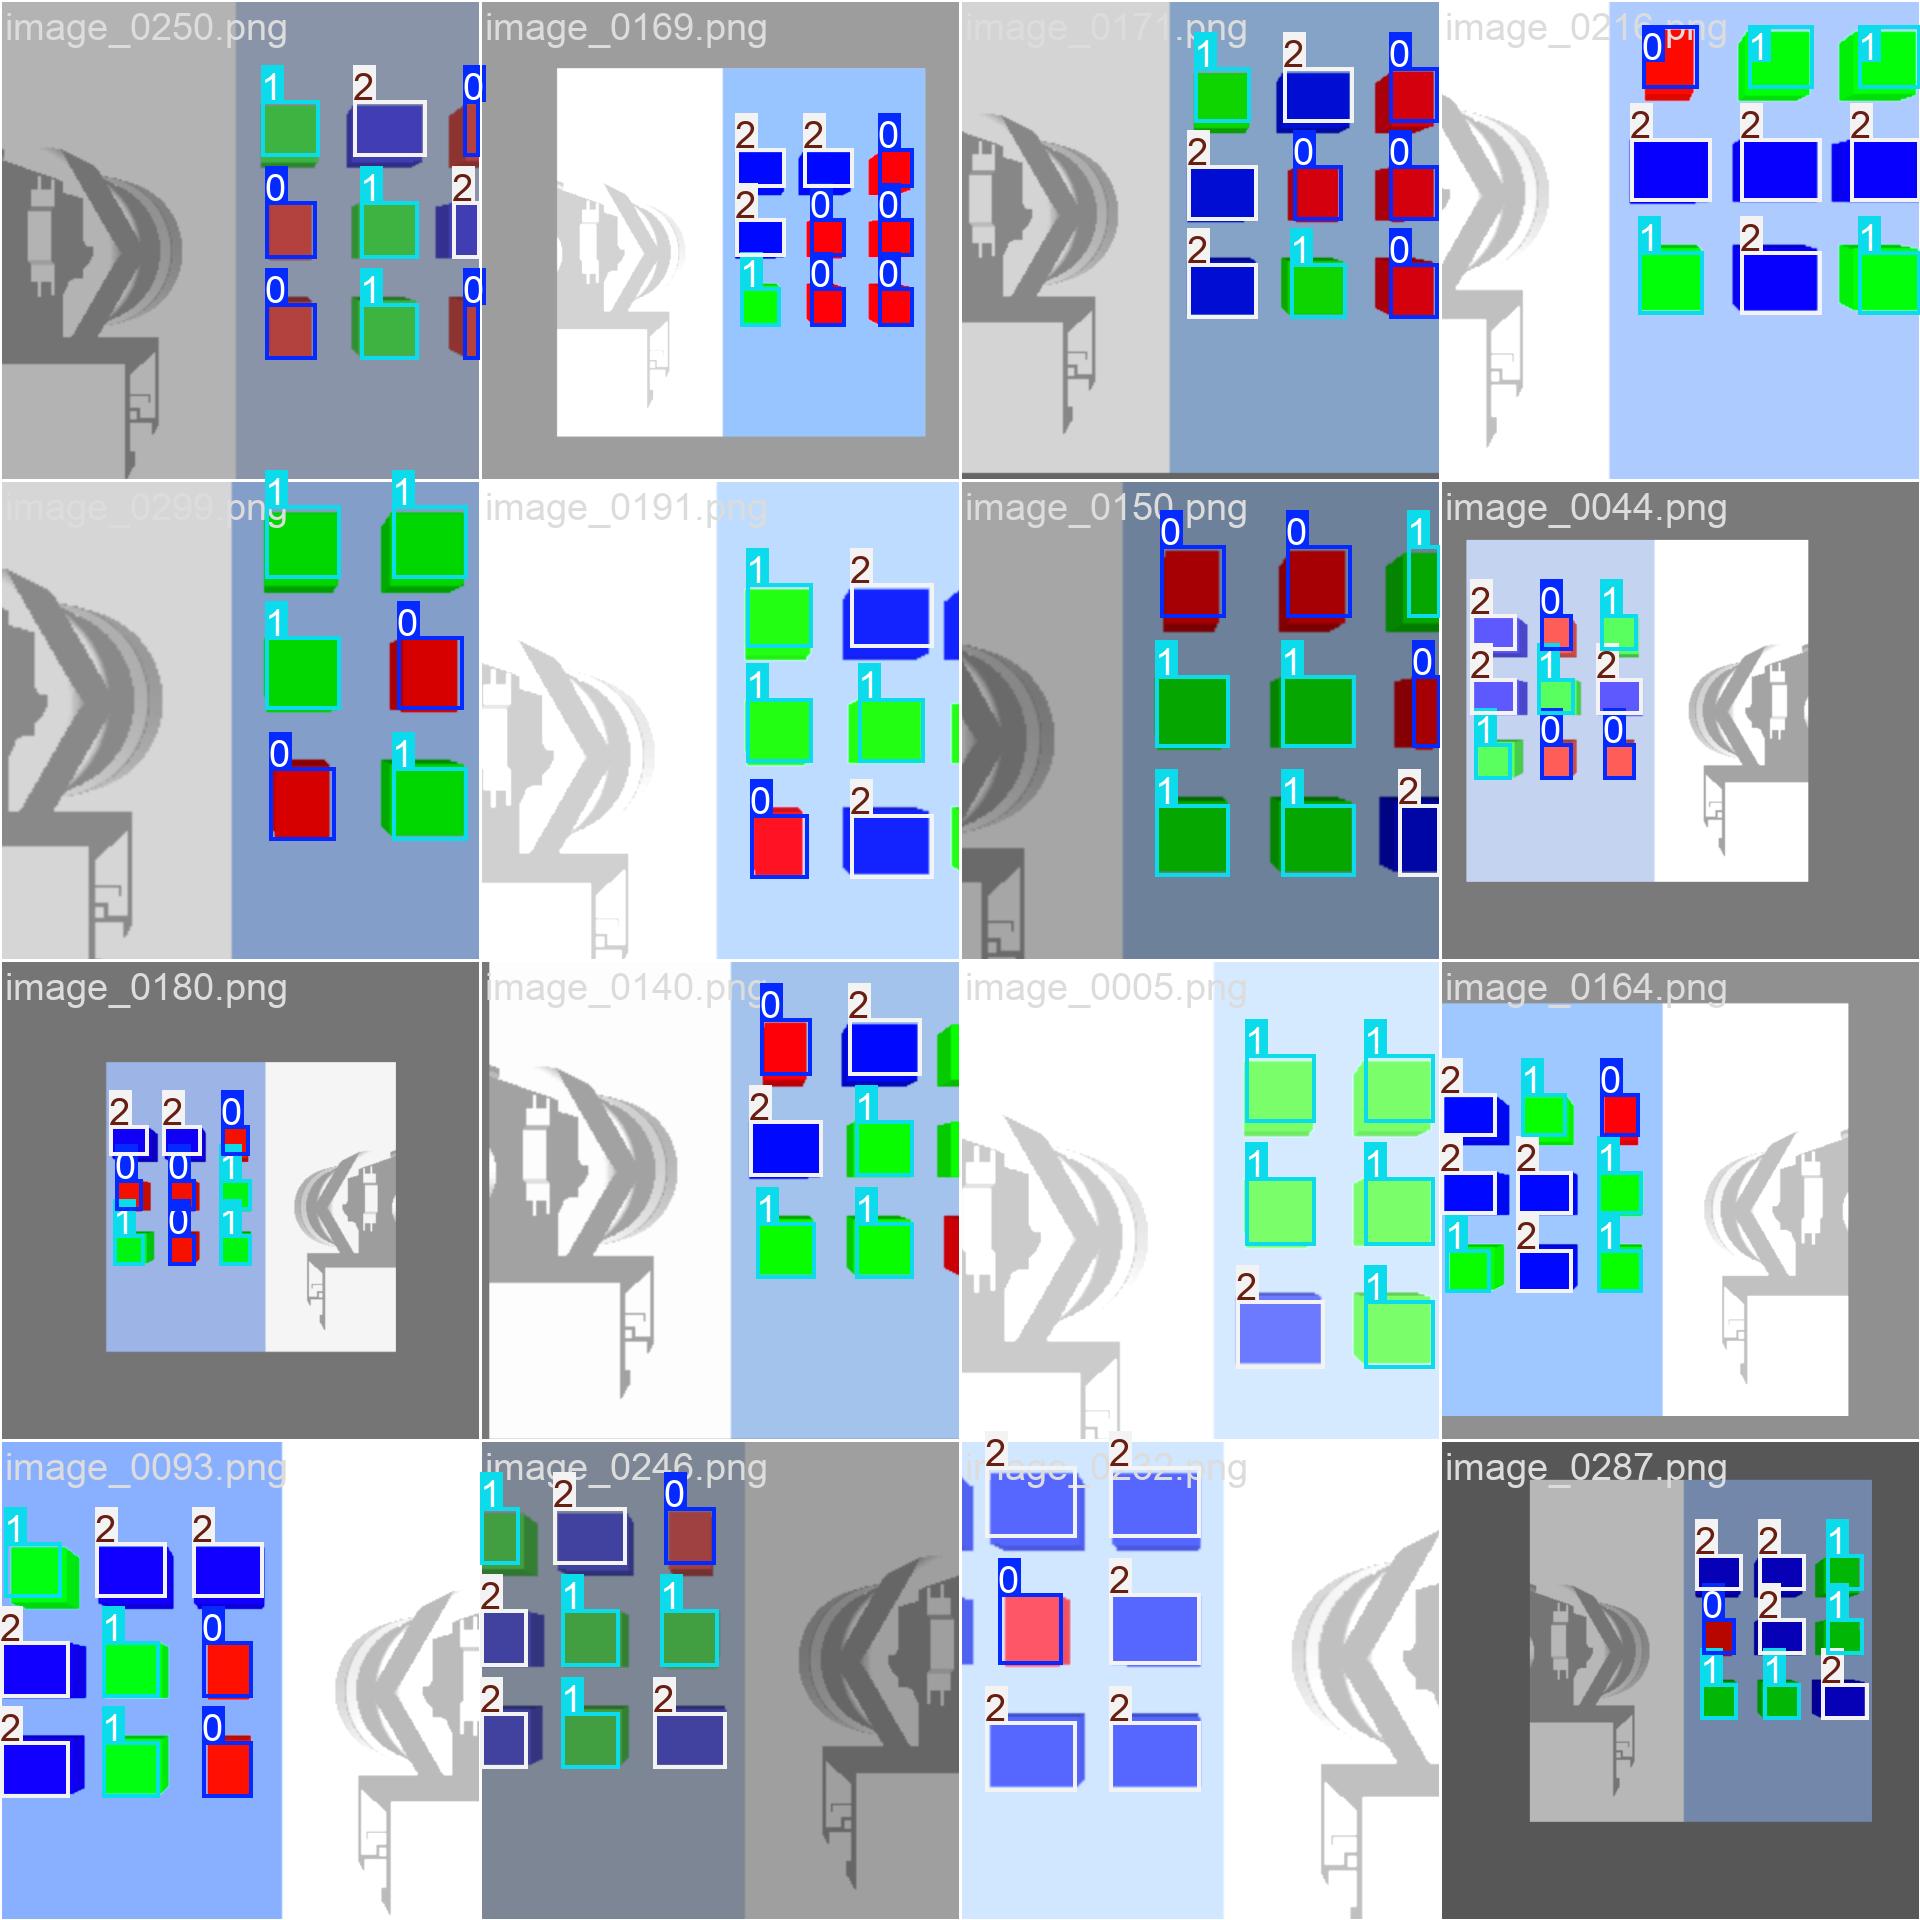 image_0250.png
1 2 0
0 1 2
0 1 0
image_0169.png
2 2 0
2 0 0
1 0 0
image_0171.png
1 2 0
2 0 0
2 1 0
image_0216.png
0 1 1
2 2 2
1 2 1
image_0299.png
1 1
1 0
0 1
image_0191.png
1 2
1 1
0 2
image_0150.png
0 0 1
1 1 0
1 1 2
image_0044.png
2 0 1
2 1 2
1 0 0
image_0180.png
2 2 0
0 0 1
1 0 1
image_0140.png
0 2
2 1
1 1
image_0005.png
1 1
1 1
2 1
image_0164.png
2 1 0
2 2 1
1 2 1
image_0093.png
1 2 2
2 1 0
2 1 0
image_0246.png
1 2 0
2 1 1
2 1 2
image_0232.png
2 2
0 2
2 2
image_0287.png
2 2 1
0 2 1
1 1 2